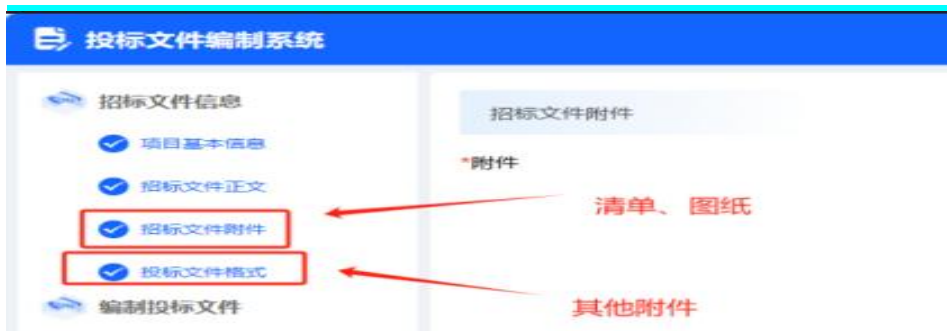 投标文件编制系统
招标文件信息
项目基本信息
招标文件正文
招标文件附件
投标文件格式
编制投标文件
招标文件附件
*附件
清单、图纸
其他附件